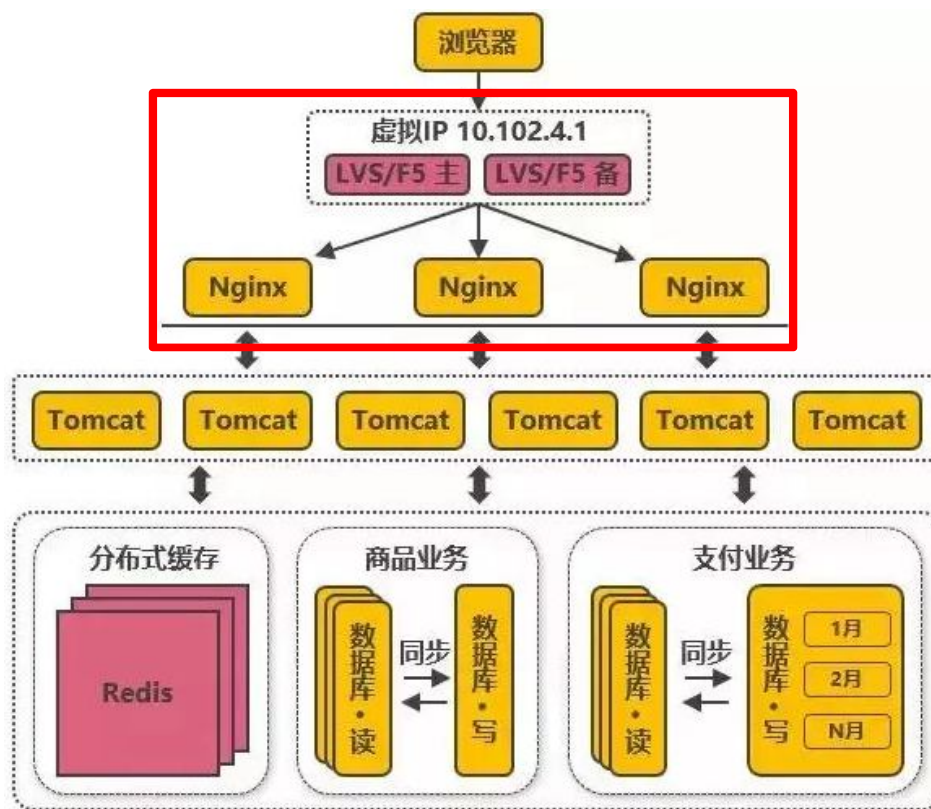 浏览器
虚拟IP 10.102.4.1
LVS/F5 主 LVS/F5 备
Nginx Nginx Nginx
Tomcat Tomcat Tomcat Tomcat Tomcat Tomcat
分布式缓存
Redis
商品业务
数据库·读
同步
数据库·写
支付业务
数据库·读
同步
数据库·写
1月
2月
N月